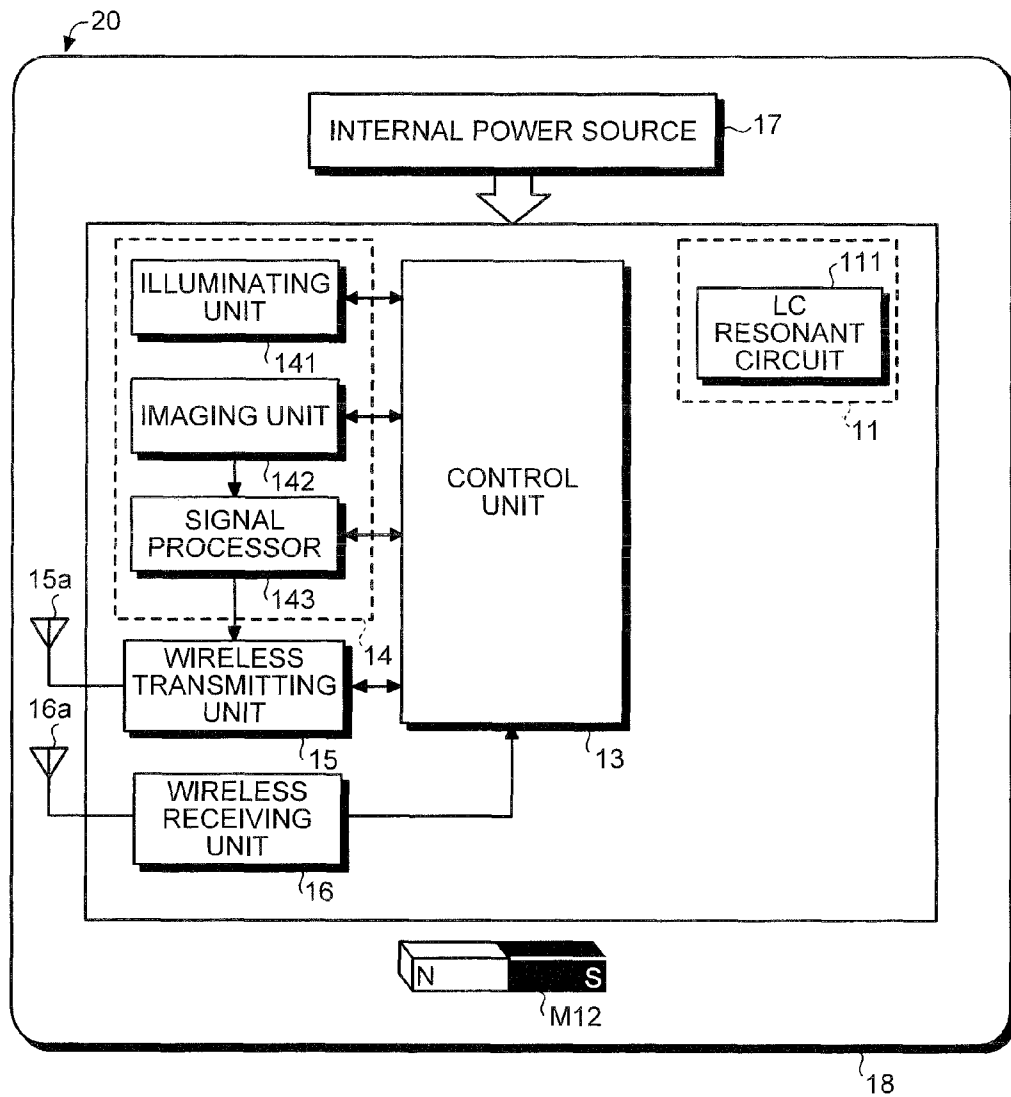 20
INTERNAL POWER SOURCE
17
ILLUMINATING
UNIT
141
IMAGING UNIT
142
SIGNAL
PROCESSOR
143
14
CONTROL
UNIT
13
111
LC
RESONANT
CIRCUIT
11
15a
WIRELESS
TRANSMITTING
UNIT
15
16a
WIRELESS
RECEIVING
UNIT
16
N
S
M12
18